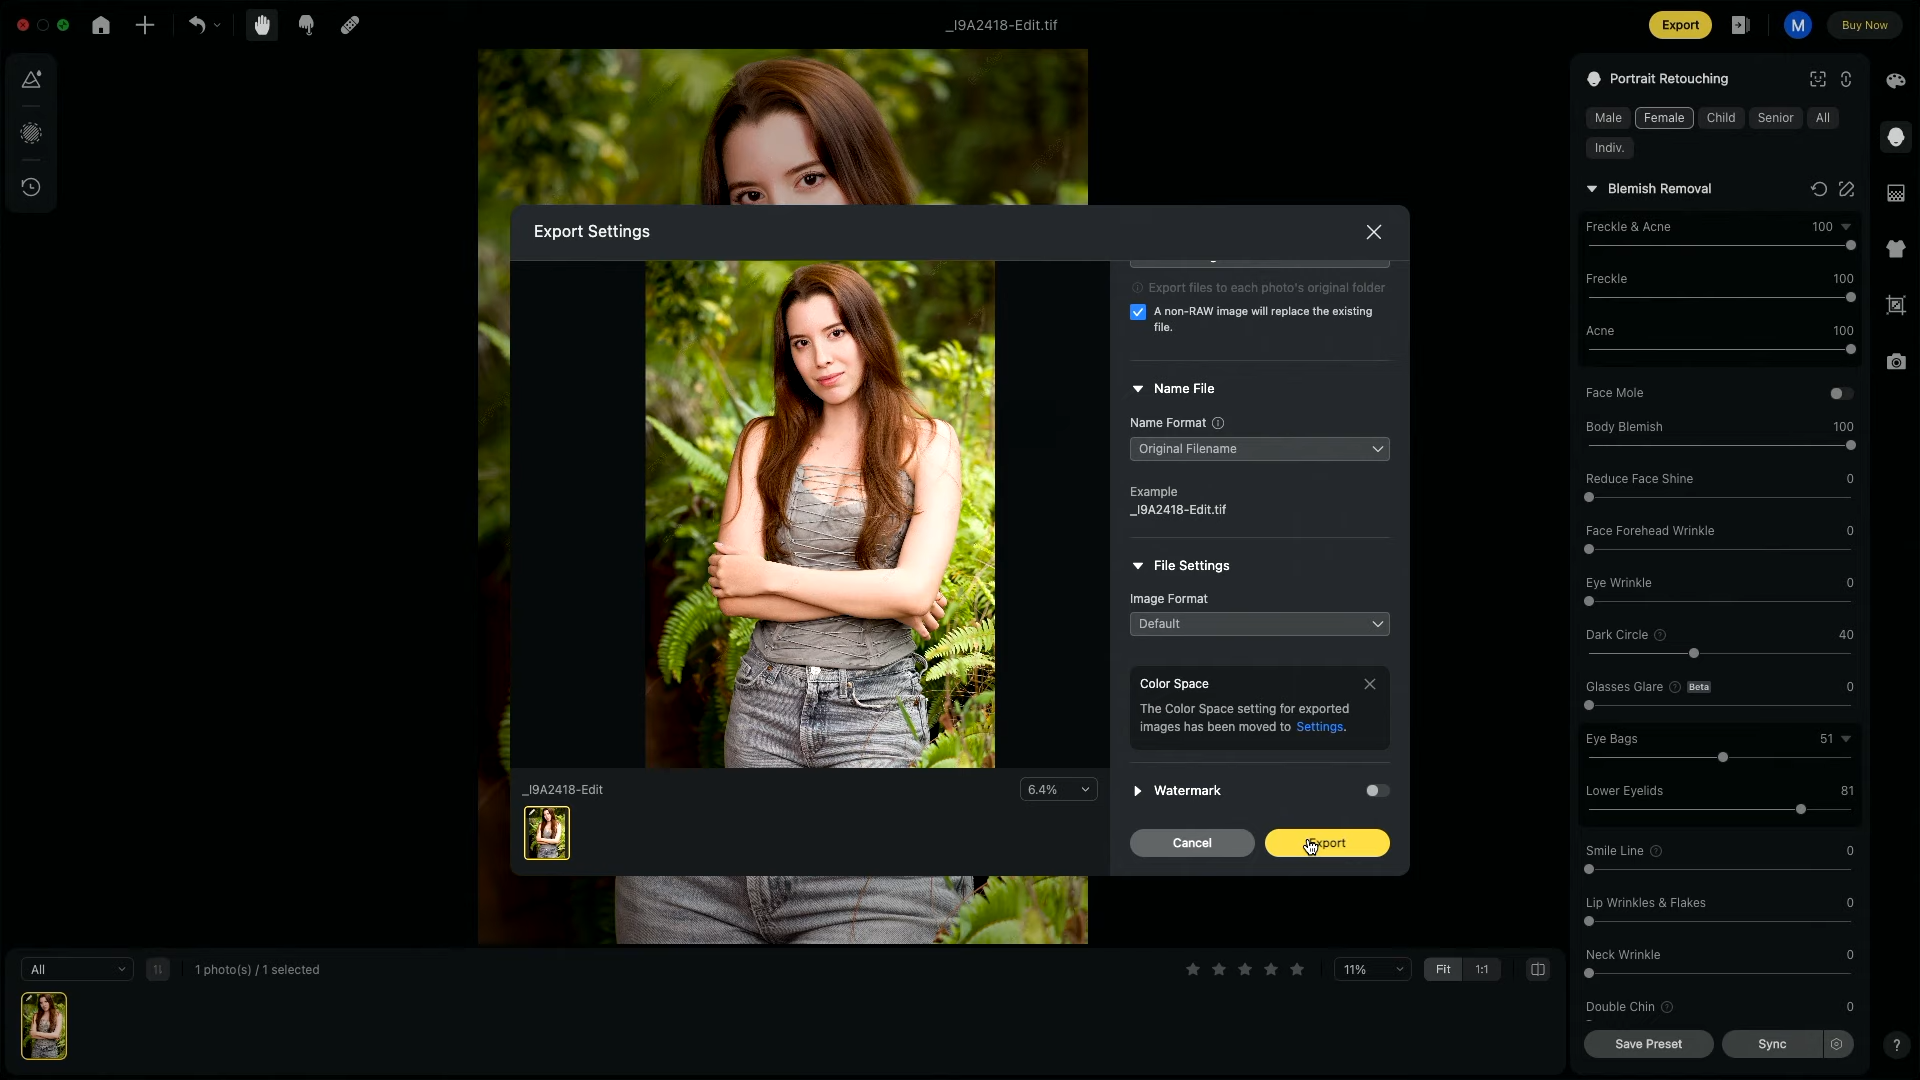 _I9A2418-Edit.tif
Export
M
Buy Now
Portrait Retouching
Male
Female
Child
Senior
All
Indiv.
Blemish Removal
Freckle & Acne
100
Freckle
100
Acne
100
Face Mole
Body Blemish
100
Reduce Face Shine
0
Face Forehead Wrinkle
0
Eye Wrinkle
0
Dark Circle
40
Glasses Glare
Beta
0
Eye Bags
51
Lower Eyelids
81
Smile Line
0
Lip Wrinkles & Flakes
0
Neck Wrinkle
0
Double Chin
0
Save Preset
Sync
Export Settings
Export files to each photo's original folder
A non-RAW image will replace the existing
file.
Name File
Name Format
Original Filename
Example
_I9A2418-Edit.tif
File Settings
Image Format
Default
Color Space
The Color Space setting for exported
images has been moved to Settings.
Watermark
Cancel
Export
_I9A2418-Edit
6.4%
All
1 photo(s) / 1 selected
11%
Fit
1:1
?